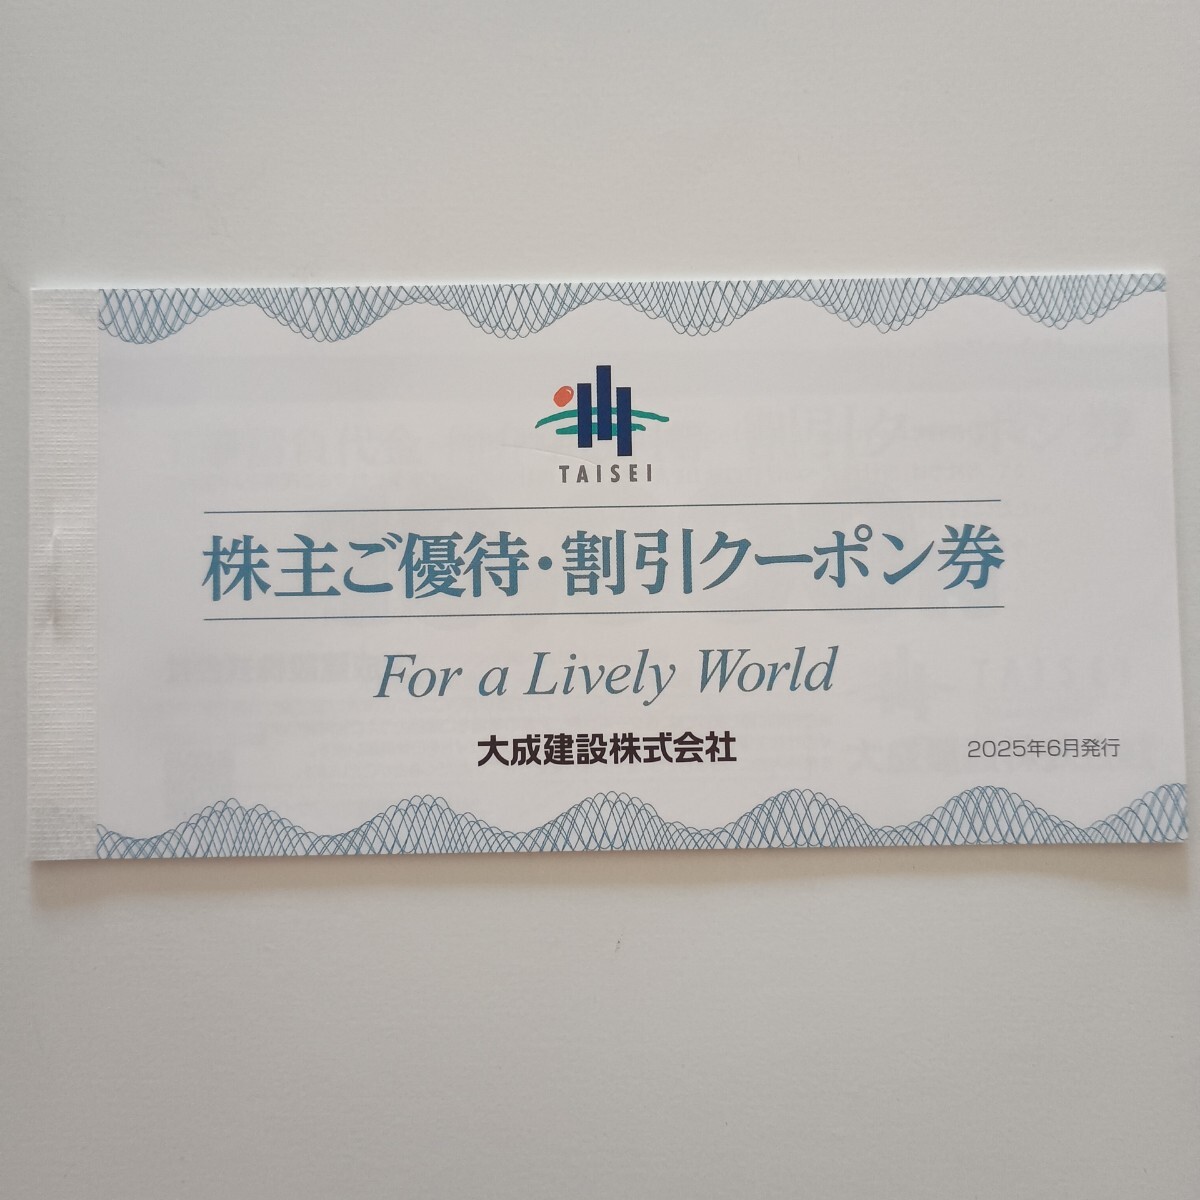 TAISEI
株主ご優待・割引クーポン券
For a Lively World
大成建設株式会社
2025年6月発行